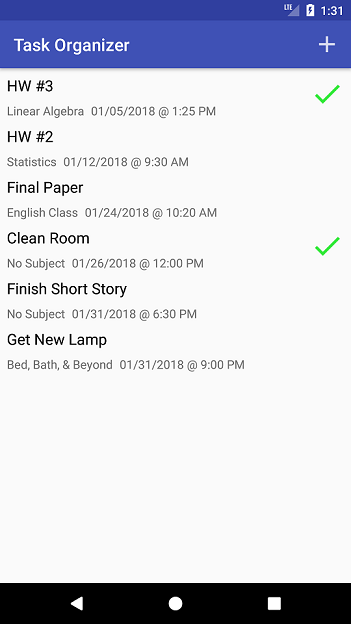 LTE 1:31
Task Organizer
HW #3
Linear Algebra 01/05/2018 @ 1:25 PM
HW #2
Statistics 01/12/2018 @ 9:30 AM
Final Paper
English Class 01/24/2018 @ 10:20 AM
Clean Room
No Subject 01/26/2018 @ 12:00 PM
Finish Short Story
No Subject 01/31/2018 @ 6:30 PM
Get New Lamp
Bed, Bath, & Beyond 01/31/2018 @ 9:00 PM